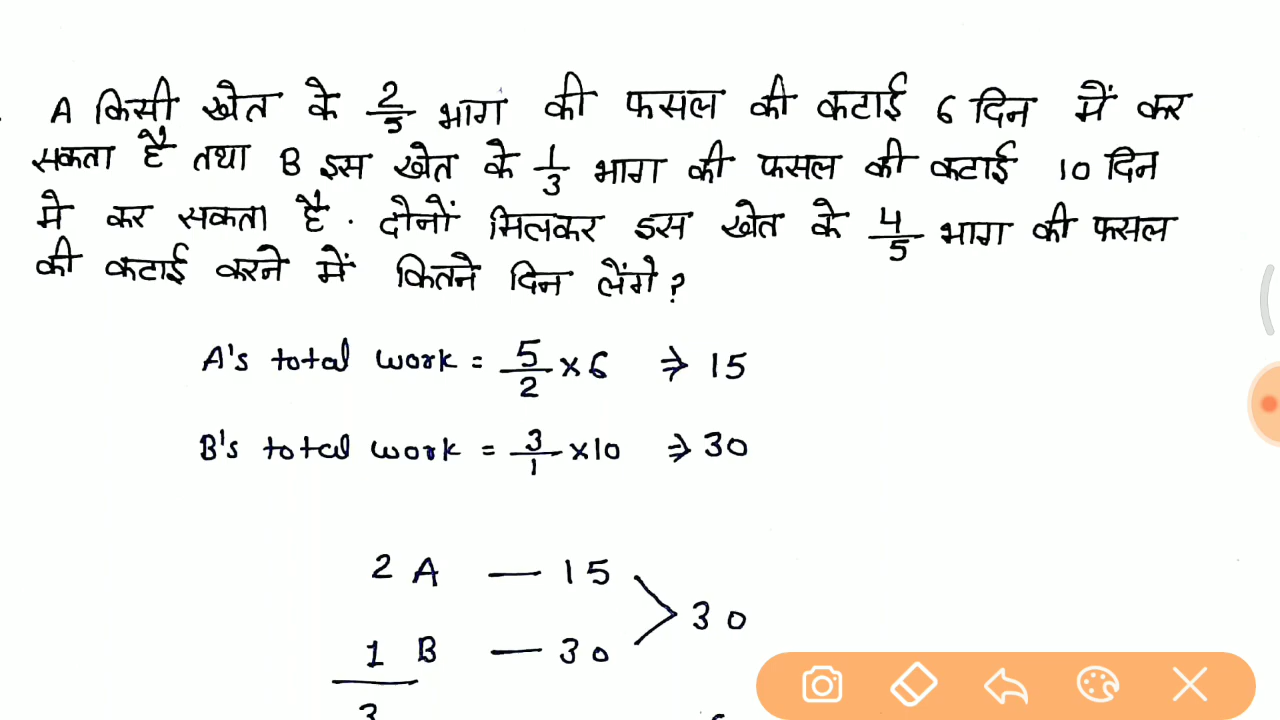 A किसी खेत के 2/5 भाग की फसल की कटाई 6 दिन में कर
सकता है तथा B इस खेत के 1/3 भाग की फसल की कटाई 10 दिन
मे कर सकता है. दोनों मिलकर इस खेत के 4/5 भाग की फसल
की कटाई करने में कितने दिन लेंगे?
A's total work = 5/2 × 6 ⇒ 15
B's total work = 3/1 × 10 ⇒ 30
2 A — 15
30
1 B — 30
3